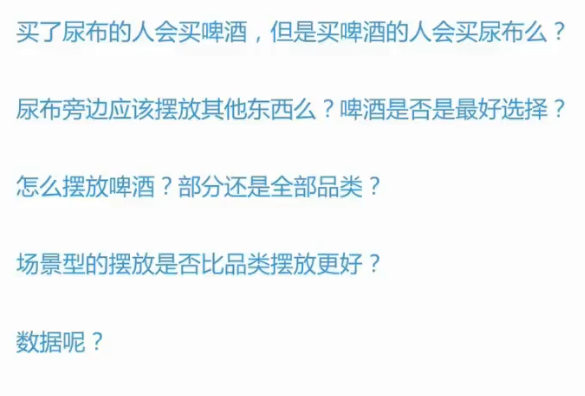 买了尿布的人会买啤酒，但是买啤酒的人会买尿布么？
尿布旁边应该摆放其他东西么？啤酒是否是最好选择？
怎么摆放啤酒？部分还是全部品类？
场景型的摆放是否比品类摆放更好？
数据呢？